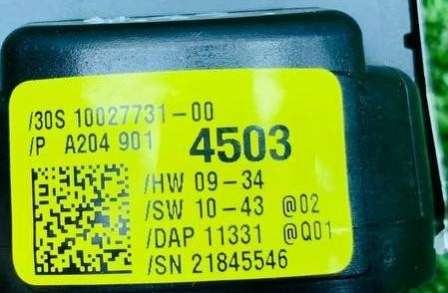 /30S 10027731-00
/P A204 901 4503
/HW 09-34
/SW 10-43 @02
/DAP 11331 @Q01
/SN 21845546